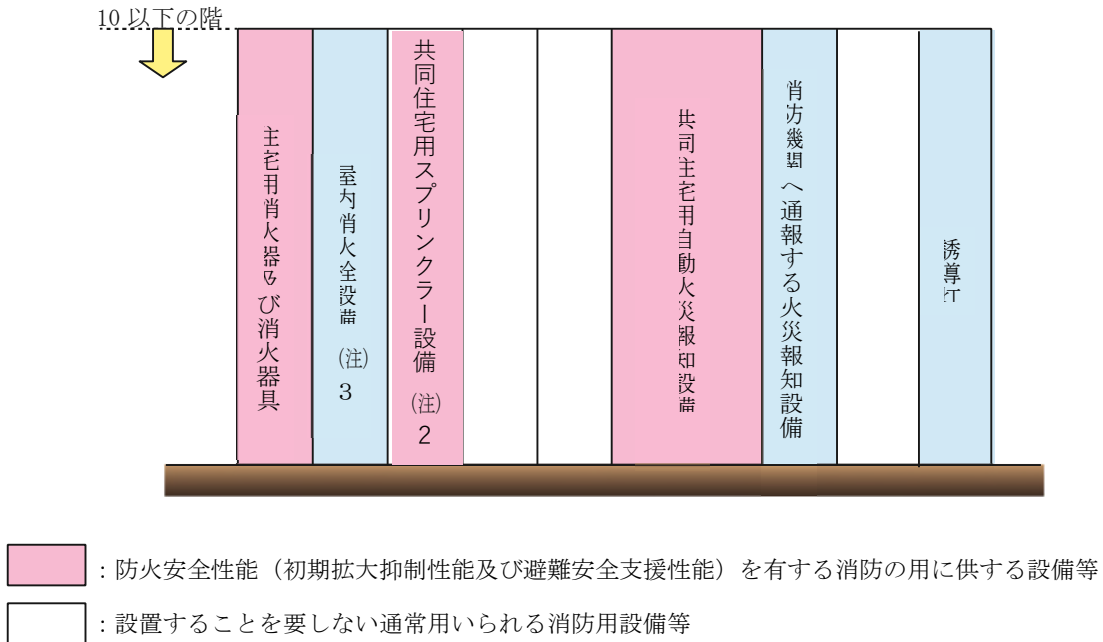 10 以下の階
住宅用消火器及び消火器具
屋内消火栓設備（注）3
共同住宅用スプリンクラー設備（注）2
共同住宅用自動火災報知設備
消防機関へ通報する火災報知設備
誘導灯
：防火安全性能（初期拡大抑制性能及び避難安全支援性能）を有する消防の用に供する設備等
：設置することを要しない通常用いられる消防用設備等